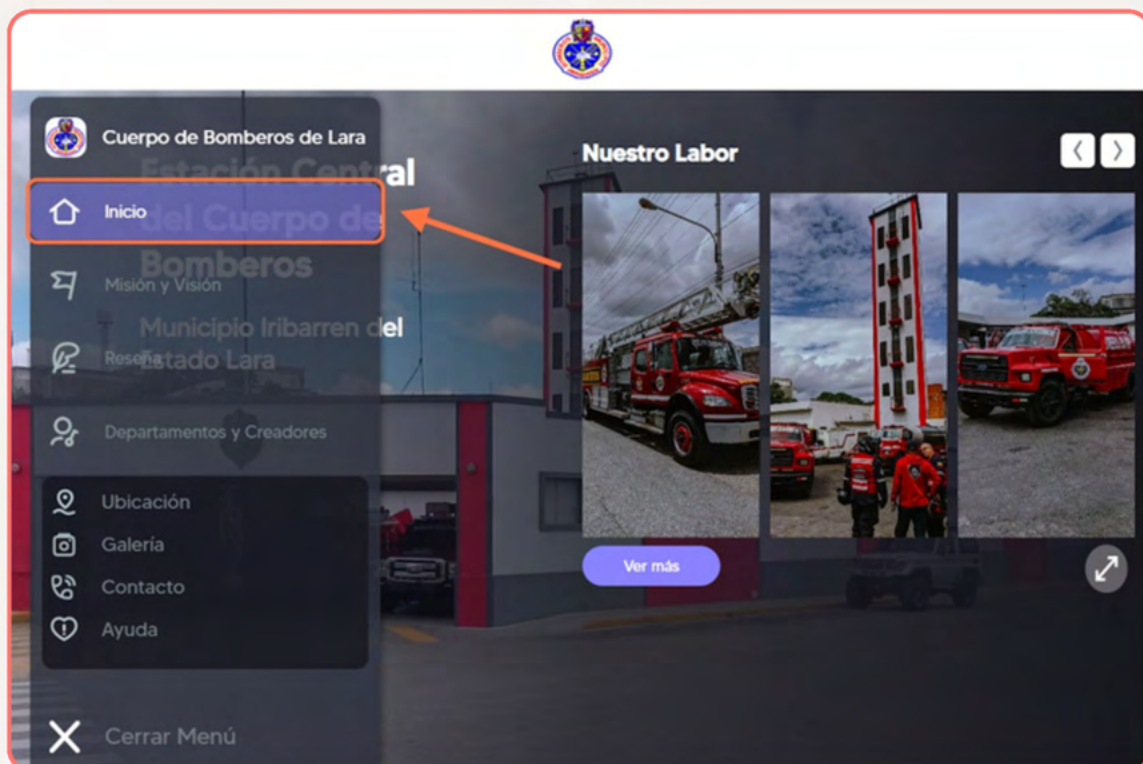 Cuerpo de Bomberos de Lara
Inicio
Misión y Visión
Reseña
Departamentos y Creadores
Ubicación
Galería
Contacto
Ayuda
Cerrar Menú
Estación Central
del Cuerpo de
Bomberos
Municipio Iribarren del
Estado Lara
Nuestro Labor
Ver más